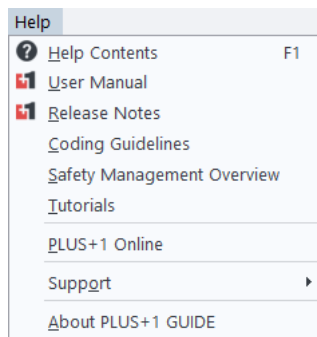 Help
Help Contents F1
User Manual
Release Notes
Coding Guidelines
Safety Management Overview
Tutorials
PLUS+1 Online
Support
About PLUS+1 GUIDE